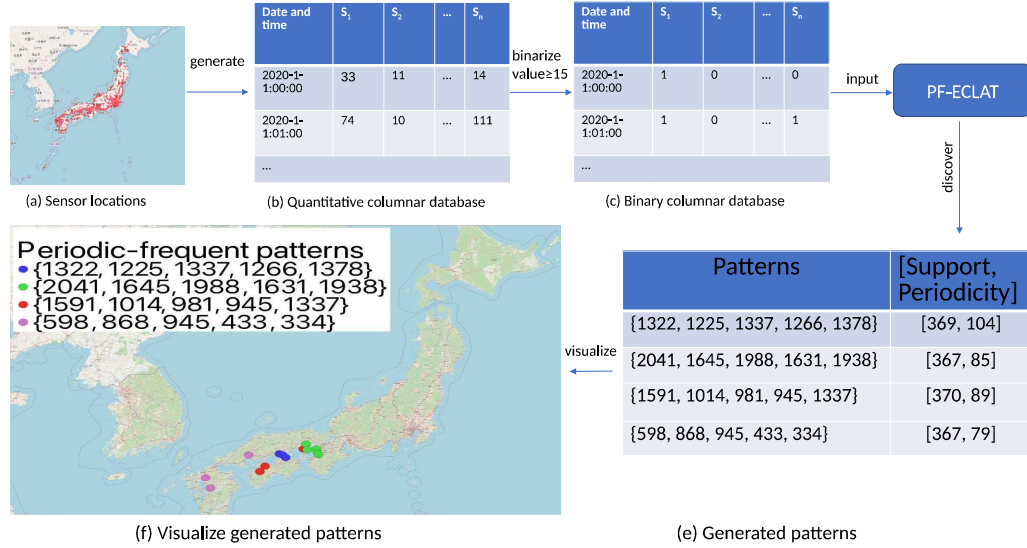 generate
(a) Sensor locations
Date and time S1 S2 ... Sn
2020-1-1:00:00 33 11 ... 14
2020-1-1:01:00 74 10 ... 111
...
(b) Quantitative columnar database
binarize
value≥15
Date and time S1 S2 ... Sn
2020-1-1:00:00 1 0 ... 0
2020-1-1:01:00 1 0 ... 1
...
(c) Binary columnar database
input
PF-ECLAT
discover
Patterns [Support, Periodicity]
{1322, 1225, 1337, 1266, 1378} [369, 104]
{2041, 1645, 1988, 1631, 1938} [367, 85]
{1591, 1014, 981, 945, 1337} [370, 89]
{598, 868, 945, 433, 334} [367, 79]
(e) Generated patterns
visualize
Periodic-frequent patterns
{1322, 1225, 1337, 1266, 1378}
{2041, 1645, 1988, 1631, 1938}
{1591, 1014, 981, 945, 1337}
{598, 868, 945, 433, 334}
(f) Visualize generated patterns